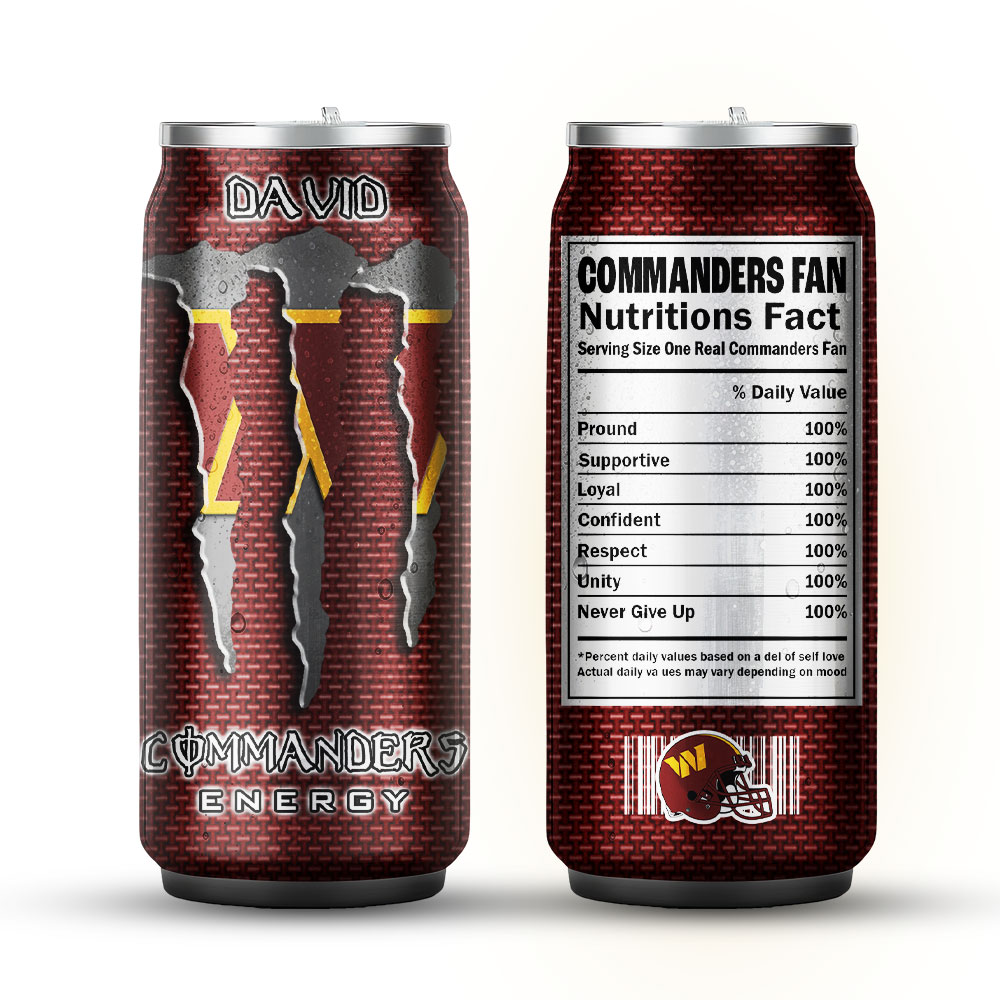 DAVID
COMMANDERS
ENERGY
COMMANDERS FAN
Nutritions Fact
Serving Size One Real Commanders Fan
% Daily Value
Pround 100%
Supportive 100%
Loyal 100%
Confident 100%
Respect 100%
Unity 100%
Never Give Up 100%
*Percent daily values based on a del of self love
Actual daily va ues may vary depending on mood
W